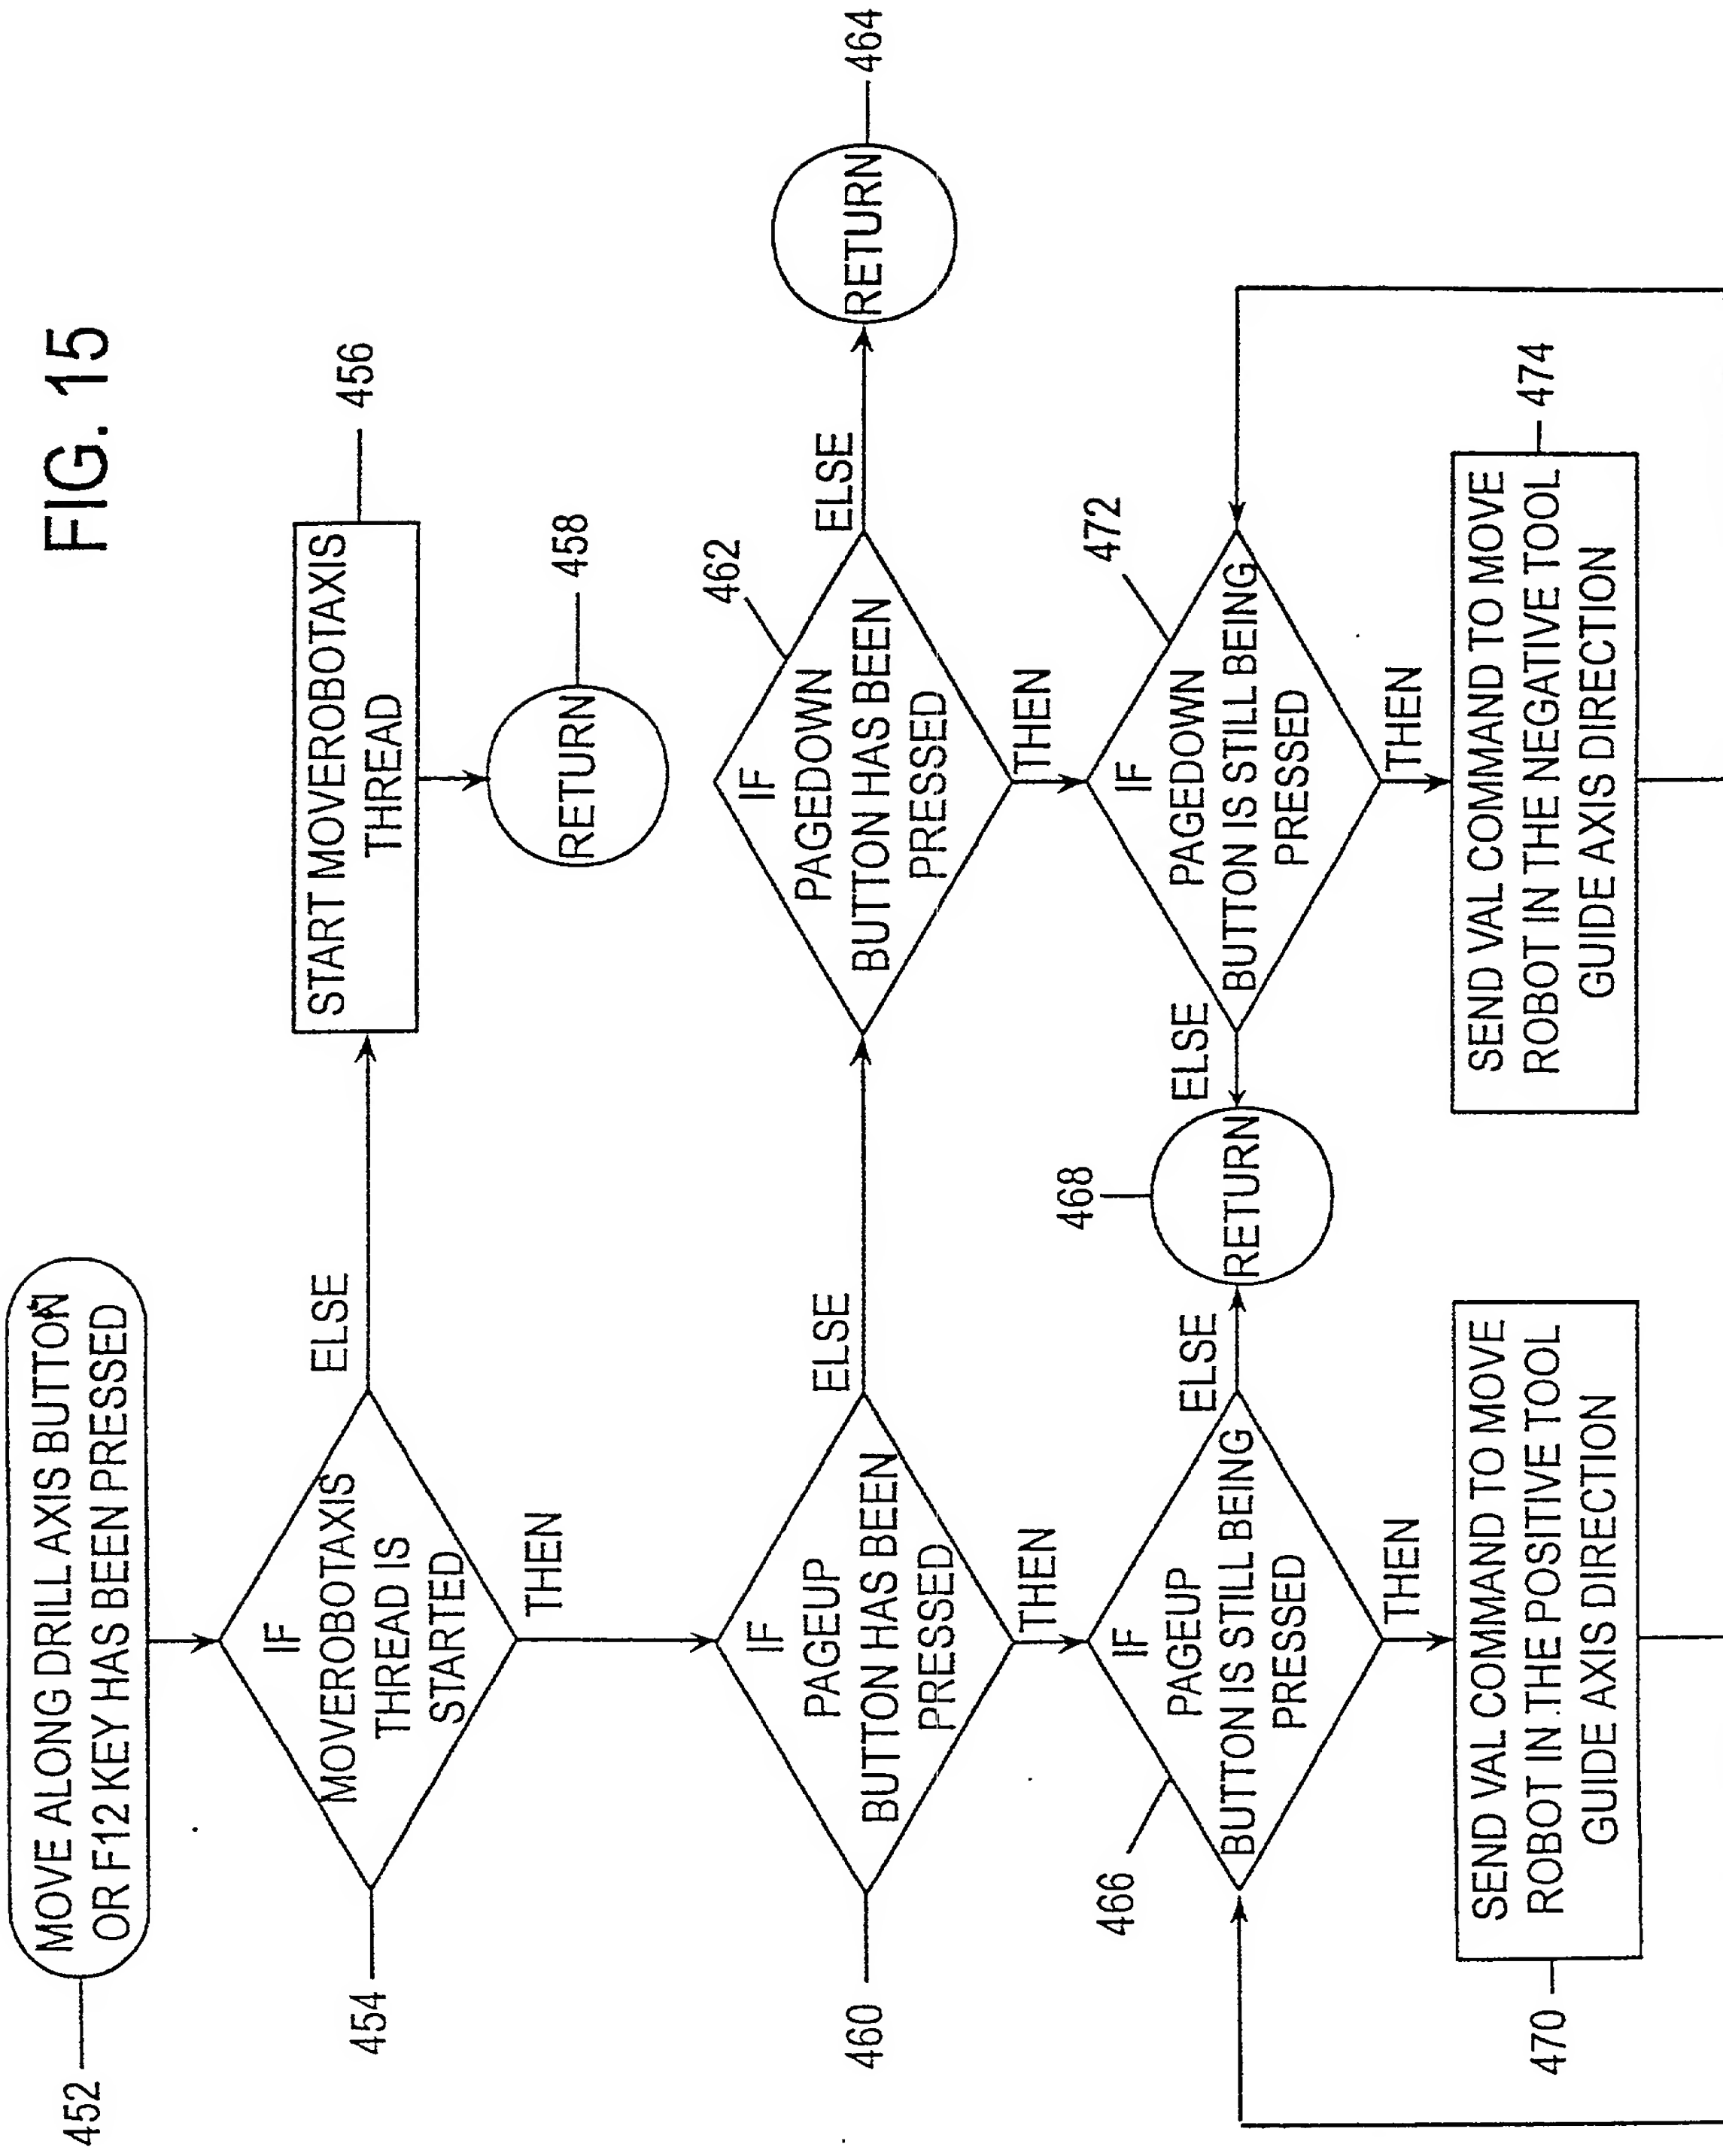 FIG. 15
MOVE ALONG DRILL AXIS BUTTON
OR F12 KEY HAS BEEN PRESSED
452
IF
MOVEROBOTAXIS
THREAD IS
STARTED
454
ELSE
START MOVEROBOTAXIS
THREAD
456
RETURN
458
THEN
IF
PAGEUP
BUTTON HAS BEEN
PRESSED
460
ELSE
IF
PAGEDOWN
BUTTON HAS BEEN
PRESSED
462
ELSE
RETURN
464
THEN
THEN
IF
PAGEUP
BUTTON IS STILL BEING
PRESSED
466
ELSE
RETURN
468
ELSE
IF
PAGEDOWN
BUTTON IS STILL BEING
PRESSED
472
THEN
THEN
SEND VAL COMMAND TO MOVE
ROBOT IN THE POSITIVE TOOL
GUIDE AXIS DIRECTION
470
SEND VAL COMMAND TO MOVE
ROBOT IN THE NEGATIVE TOOL
GUIDE AXIS DIRECTION
474